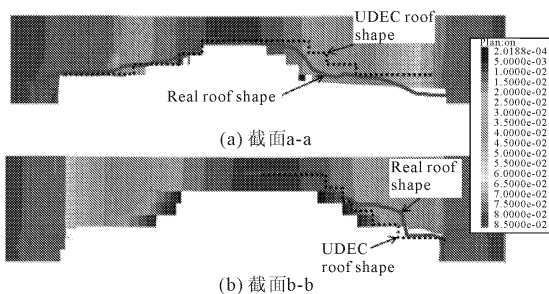 UDEC roof
shape
Real roof shape
(a) 截面a-a
Plan:on
2.0188e-04
5.0000e-03
1.0000e-02
1.5000e-02
2.0000e-02
2.5000e-02
3.5000e-02
4.0000e-02
4.5000e-02
5.0000e-02
5.5000e-02
6.0000e-02
6.5000e-02
7.0000e-02
7.5000e-02
8.0000e-02
8.5000e-02
Real roof
shape
UDEC
roof shape
(b) 截面b-b